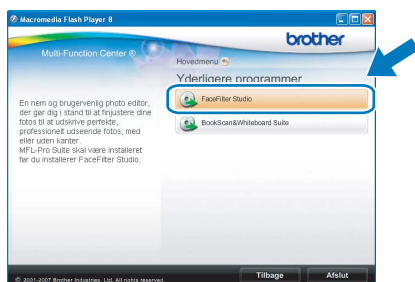 Macromedia Flash Player 8
brother
Multi-Function Center ®
Hovedmenu
Yderligere programmer
FaceFilter Studio
BookScan&Whiteboard Suite
En nem og brugervenlig photo editor,
der gør dig i stand til at finjustere dine
fotos til at udskrive perfekte,
professionelt udseende fotos, med
eller uden kanter.
MFL-Pro Suite skal være installeret
før du installerer FaceFilter Studio.
© 2001-2007 Brother Industries, Ltd. All rights reserved.
Tilbage
Afslut